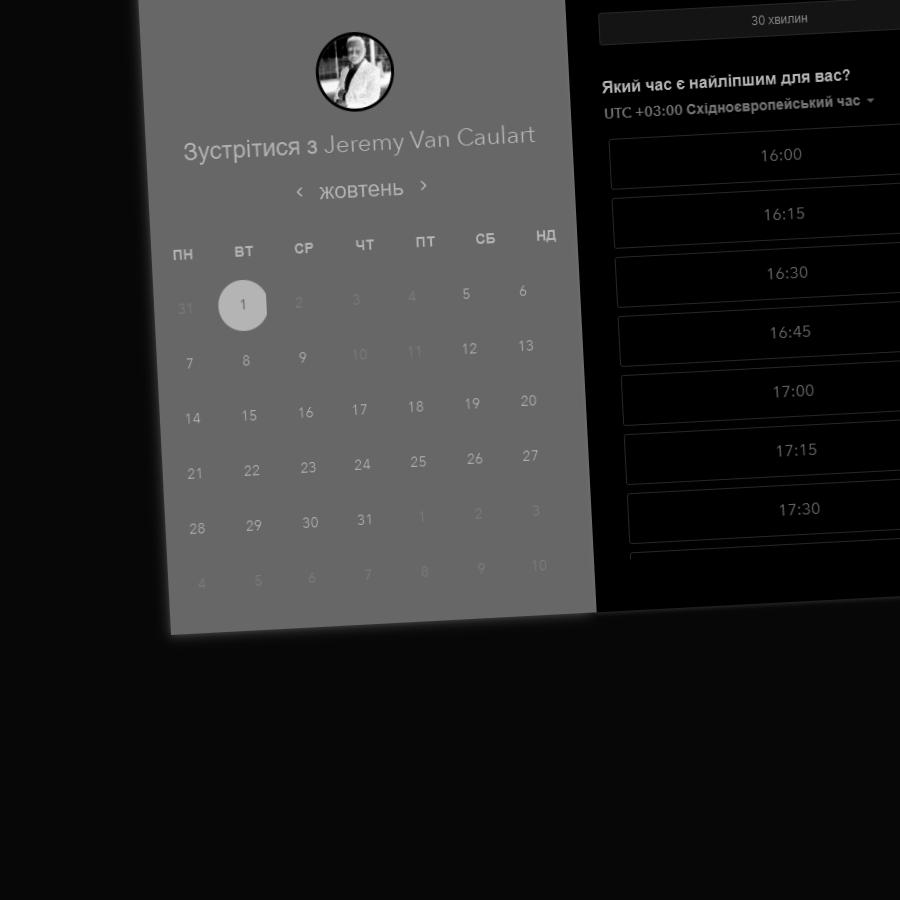 Зустрітися з Jeremy Van Caulart
‹ жовтень ›
ПН ВТ СР ЧТ ПТ СБ НД
31 1 2 3 4 5 6
7 8 9 10 11 12 13
14 15 16 17 18 19 20
21 22 23 24 25 26 27
28 29 30 31 1 2 3
4 5 6 7 8 9 10
30 хвилин
Який час є найліпшим для вас?
UTC +03:00 Східноєвропейський час
16:00
16:15
16:30
16:45
17:00
17:15
17:30